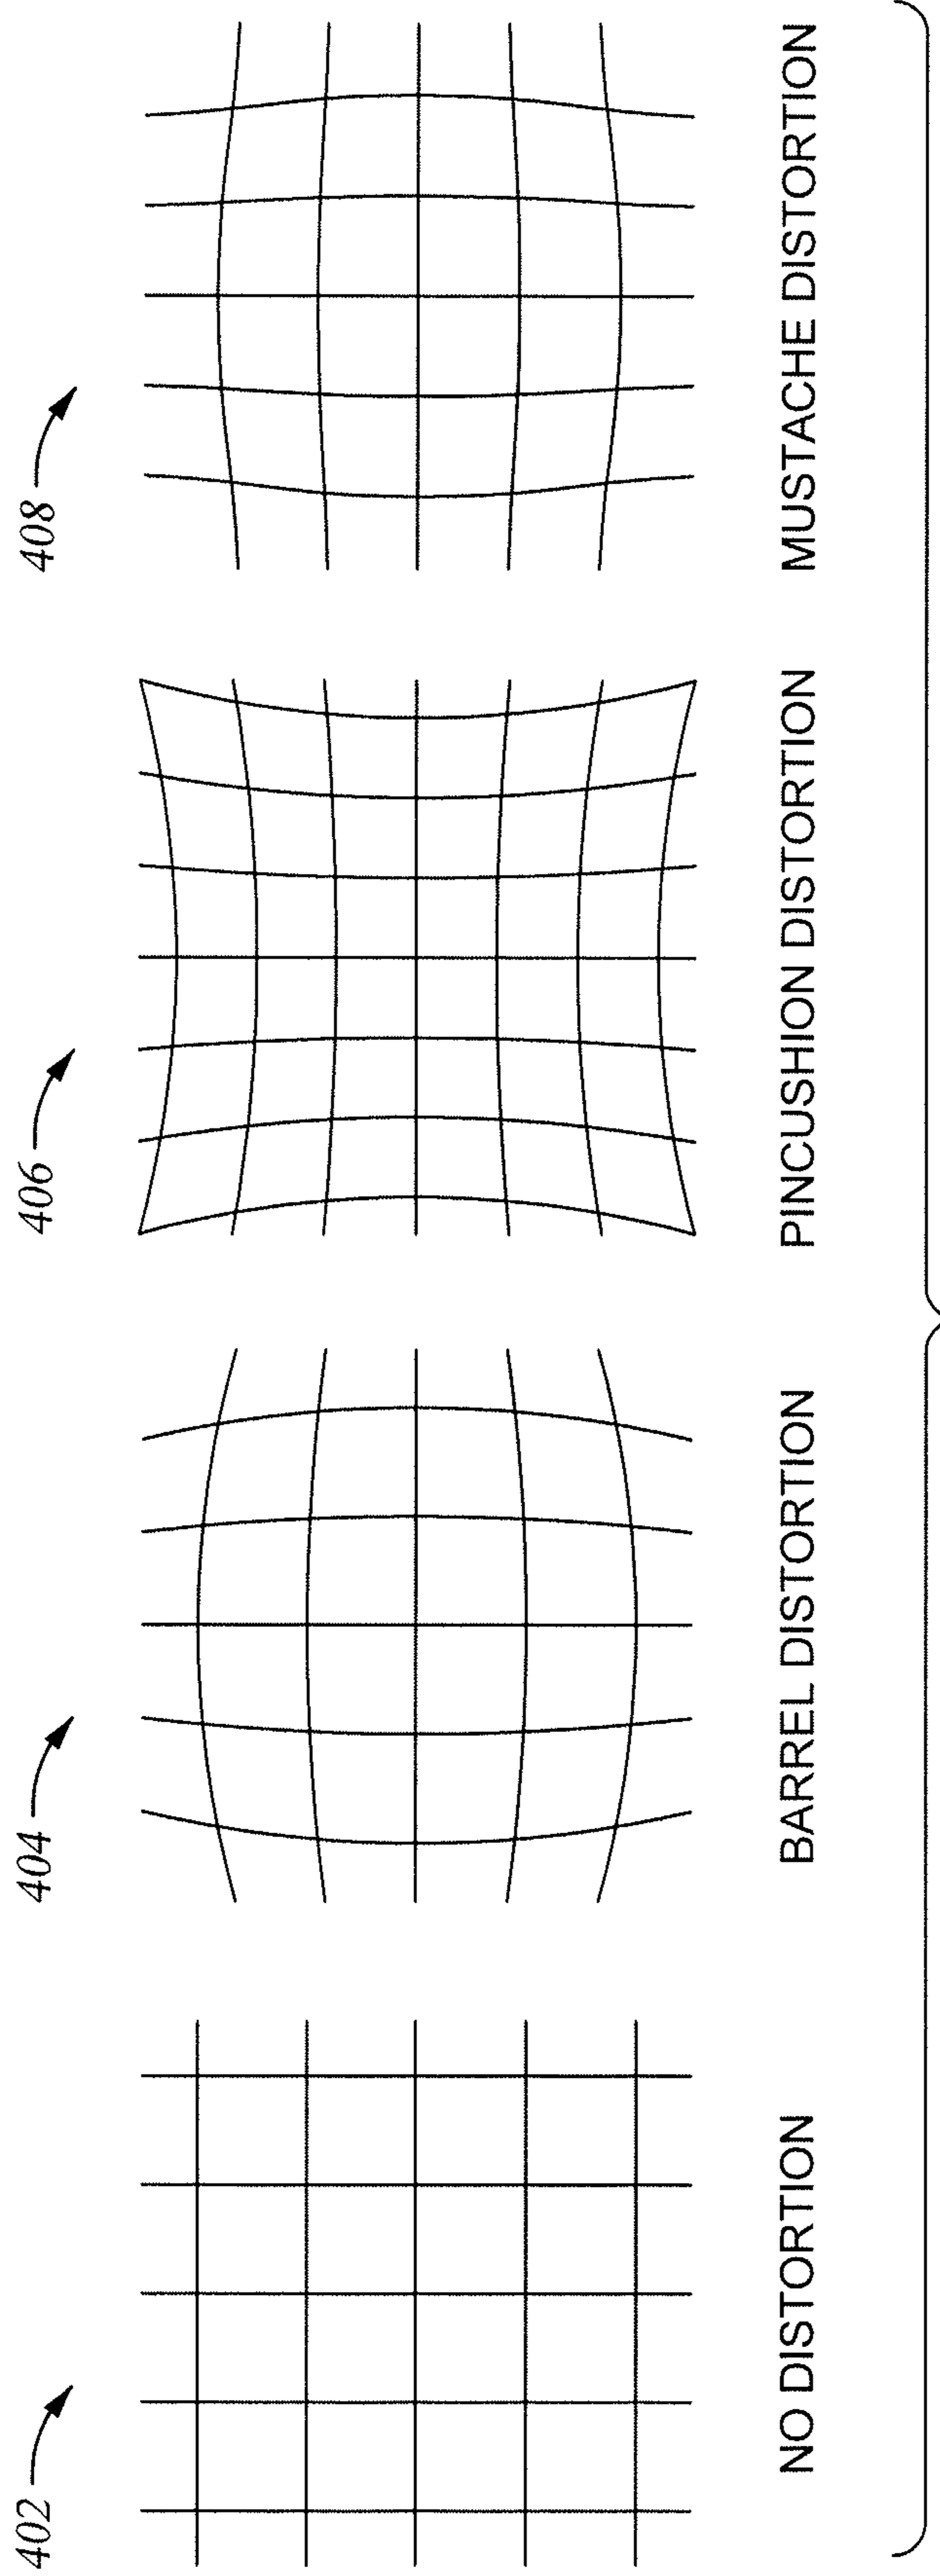 402
404
406
408
NO DISTORTION
BARREL DISTORTION
PINCUSHION DISTORTION
MUSTACHE DISTORTION